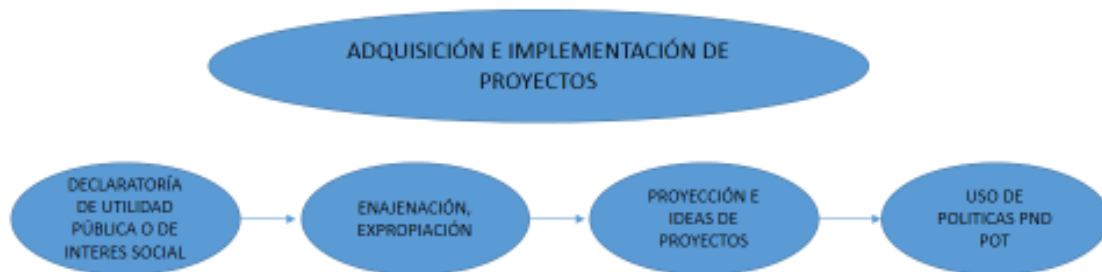 ADQUISICIÓN E IMPLEMENTACIÓN DE
PROYECTOS
DECLARATORÍA
DE UTILIDAD
PÚBLICA O DE
INTERES SOCIAL
ENAJENACIÓN,
EXPROPIACIÓN
PROYECCIÓN E
IDEAS DE
PROYECTOS
USO DE
POLITICAS PND
POT